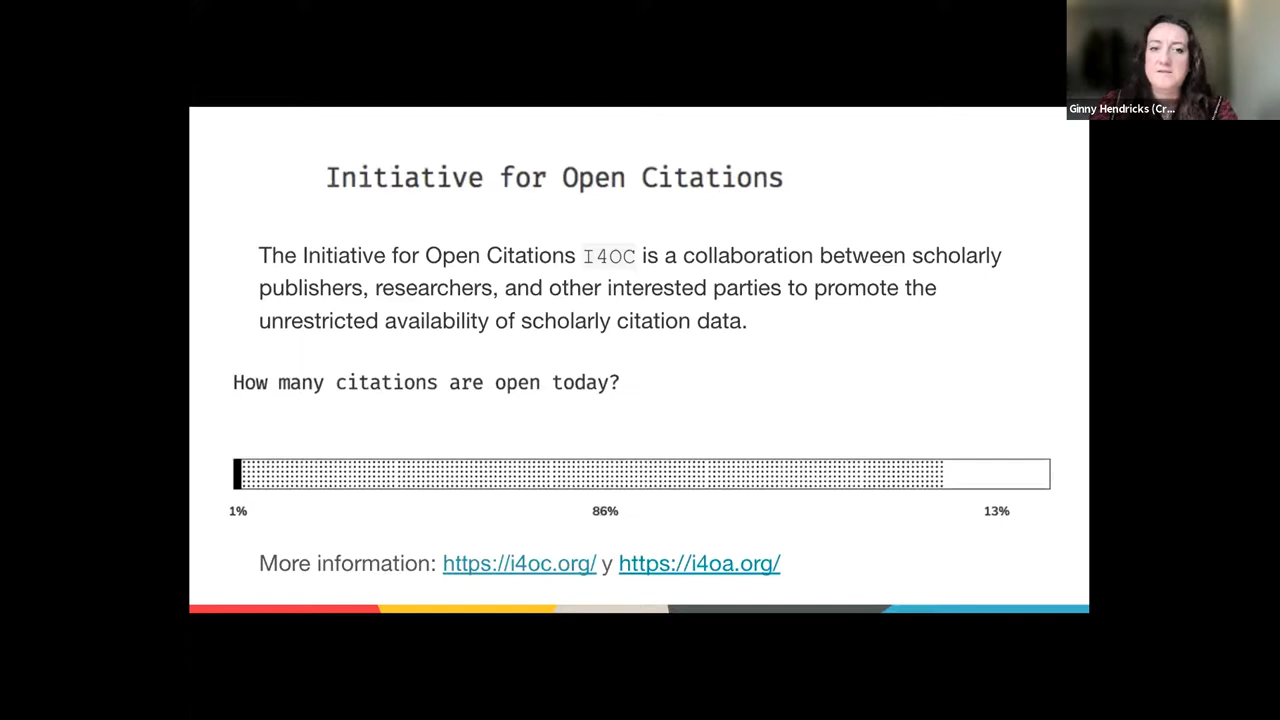 Ginny Hendricks (Cr...
Initiative for Open Citations
The Initiative for Open Citations I4OC is a collaboration between scholarly
publishers, researchers, and other interested parties to promote the
unrestricted availability of scholarly citation data.
How many citations are open today?
1% 86% 13%
More information: https://i4oc.org/ y https://i4oa.org/